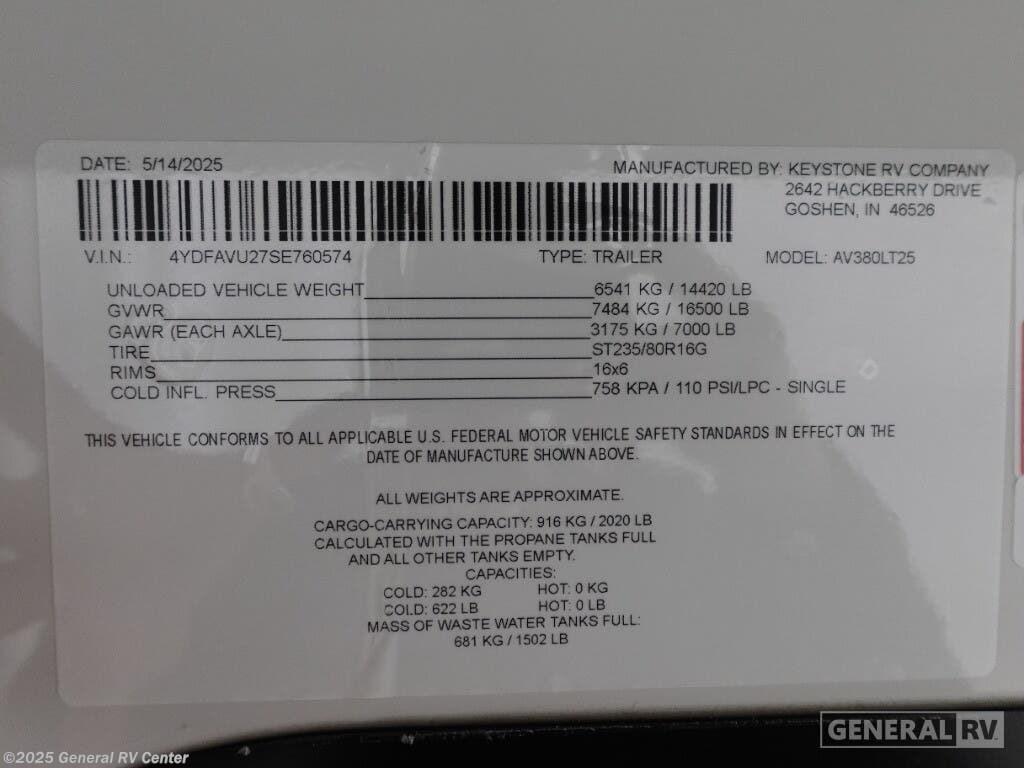 DATE: 5/14/2025
MANUFACTURED BY: KEYSTONE RV COMPANY
2642 HACKBERRY DRIVE
GOSHEN, IN 46526
V.I.N.: 4YDFAVU27SE760574 TYPE: TRAILER MODEL: AV380LT25
UNLOADED VEHICLE WEIGHT 6541 KG / 14420 LB
GVWR 7484 KG / 16500 LB
GAWR (EACH AXLE) 3175 KG / 7000 LB
TIRE ST235/80R16G
RIMS 16x6
COLD INFL. PRESS 758 KPA / 110 PSI/LPC - SINGLE
THIS VEHICLE CONFORMS TO ALL APPLICABLE U.S. FEDERAL MOTOR VEHICLE SAFETY STANDARDS IN EFFECT ON THE
DATE OF MANUFACTURE SHOWN ABOVE.
ALL WEIGHTS ARE APPROXIMATE.
CARGO-CARRYING CAPACITY: 916 KG / 2020 LB
CALCULATED WITH THE PROPANE TANKS FULL
AND ALL OTHER TANKS EMPTY.
CAPACITIES:
COLD: 282 KG HOT: 0 KG
COLD: 622 LB HOT: 0 LB
MASS OF WASTE WATER TANKS FULL:
681 KG / 1502 LB
GENERAL RV
©2025 General RV Center